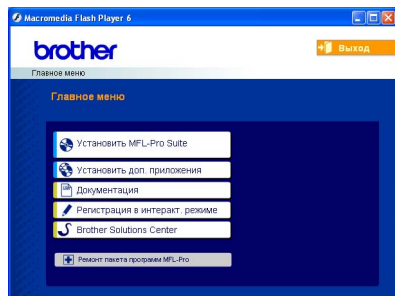 Macromedia Flash Player 6
brother
Выход
Главное меню
Главное меню
Установить MFL-Pro Suite
Установить доп. приложения
Документация
Регистрация в интеракт. режиме
Brother Solutions Center
Ремонт пакета программ MFL-Pro